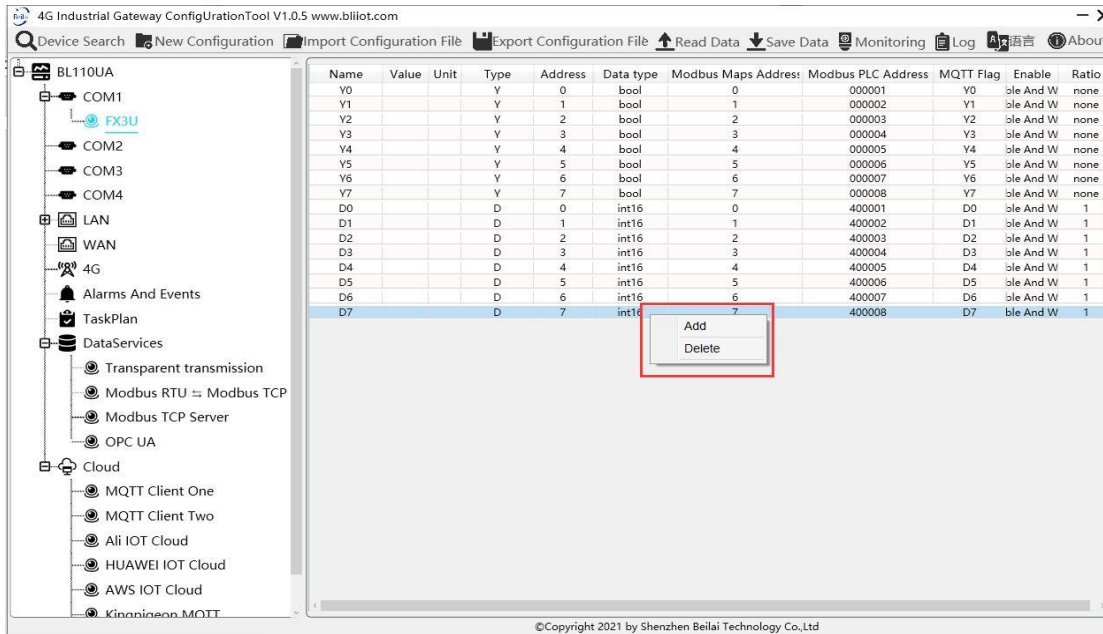 Beilai 4G Industrial Gateway ConfigUrationTool V1.0.5 www.bliiot.com
Device Search New Configuration Import Configuration File Export Configuration File Read Data Save Data Monitoring Log 语言 Abou
BL110UA
COM1
FX3U
COM2
COM3
COM4
LAN
WAN
4G
Alarms And Events
TaskPlan
DataServices
Transparent transmission
Modbus RTU ⇆ Modbus TCP
Modbus TCP Server
OPC UA
Cloud
MQTT Client One
MQTT Client Two
Ali IOT Cloud
HUAWEI IOT Cloud
AWS IOT Cloud
Kingpigeon MQTT
Name Value Unit Type Address Data type Modbus Maps Address Modbus PLC Address MQTT Flag Enable Ratio
Y0 Y 0 bool 0 000001 Y0 ble And W none
Y1 Y 1 bool 1 000002 Y1 ble And W none
Y2 Y 2 bool 2 000003 Y2 ble And W none
Y3 Y 3 bool 3 000004 Y3 ble And W none
Y4 Y 4 bool 4 000005 Y4 ble And W none
Y5 Y 5 bool 5 000006 Y5 ble And W none
Y6 Y 6 bool 6 000007 Y6 ble And W none
Y7 Y 7 bool 7 000008 Y7 ble And W none
D0 D 0 int16 0 400001 D0 ble And W 1
D1 D 1 int16 1 400002 D1 ble And W 1
D2 D 2 int16 2 400003 D2 ble And W 1
D3 D 3 int16 3 400004 D3 ble And W 1
D4 D 4 int16 4 400005 D4 ble And W 1
D5 D 5 int16 5 400006 D5 ble And W 1
D6 D 6 int16 6 400007 D6 ble And W 1
D7 D 7 int16 7 400008 D7 ble And W 1
Add
Delete
©Copyright 2021 by Shenzhen Beilai Technology Co.,Ltd